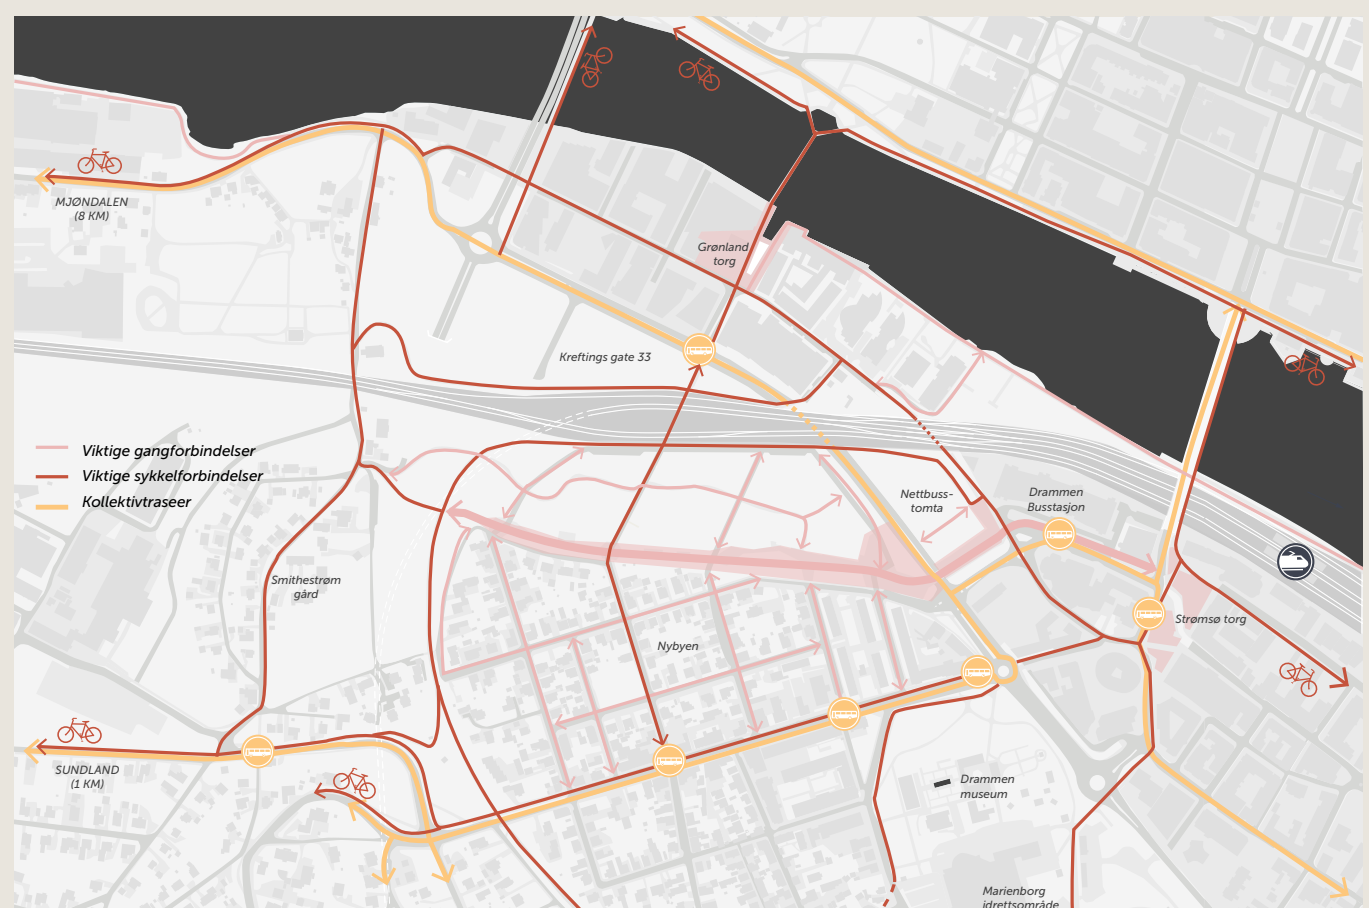 MJØNDALEN
(8 KM)
Grønland
torg
Kreftings gate 33
Viktige gangforbindelser
Viktige sykkelforbindelser
Kollektivtraseer
Nettbuss-
tomta
Drammen
Busstasjon
Smithestrøm
gård
Strømsø torg
Nybyen
SUNDLAND
(1 KM)
Drammen
museum
Marienborg
idrettsområde